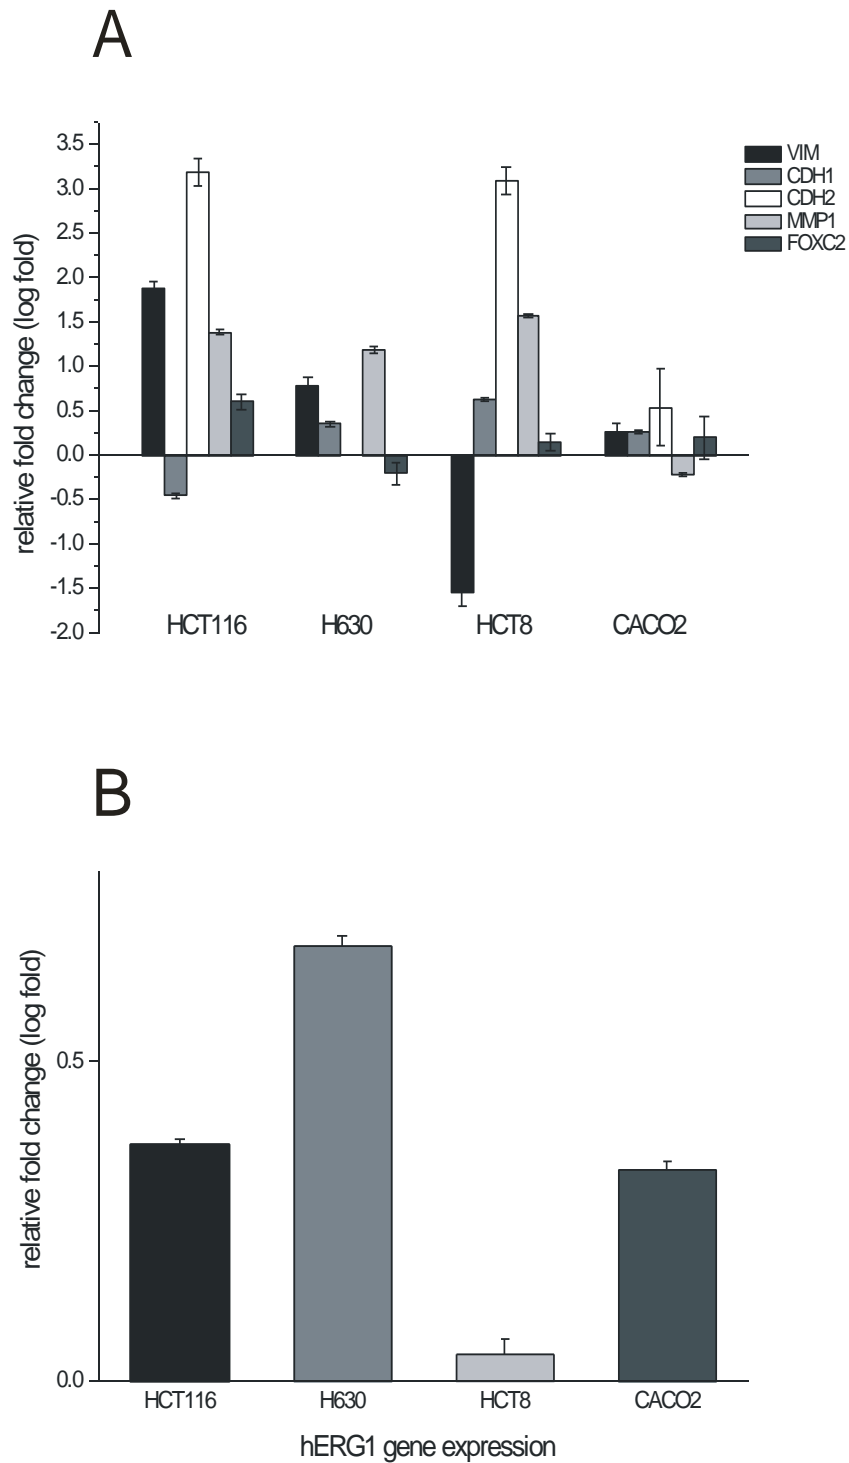 A
relative fold change (log fold)
3.5
3.0
2.5
2.0
1.5
1.0
0.5
0.0
-0.5
-1.0
-1.5
-2.0
VIM
CDH1
CDH2
MMP1
FOXC2
HCT116 H630 HCT8 CACO2
B
relative fold change (log fold)
0.5
0.0
HCT116 H630 HCT8 CACO2
hERG1 gene expression